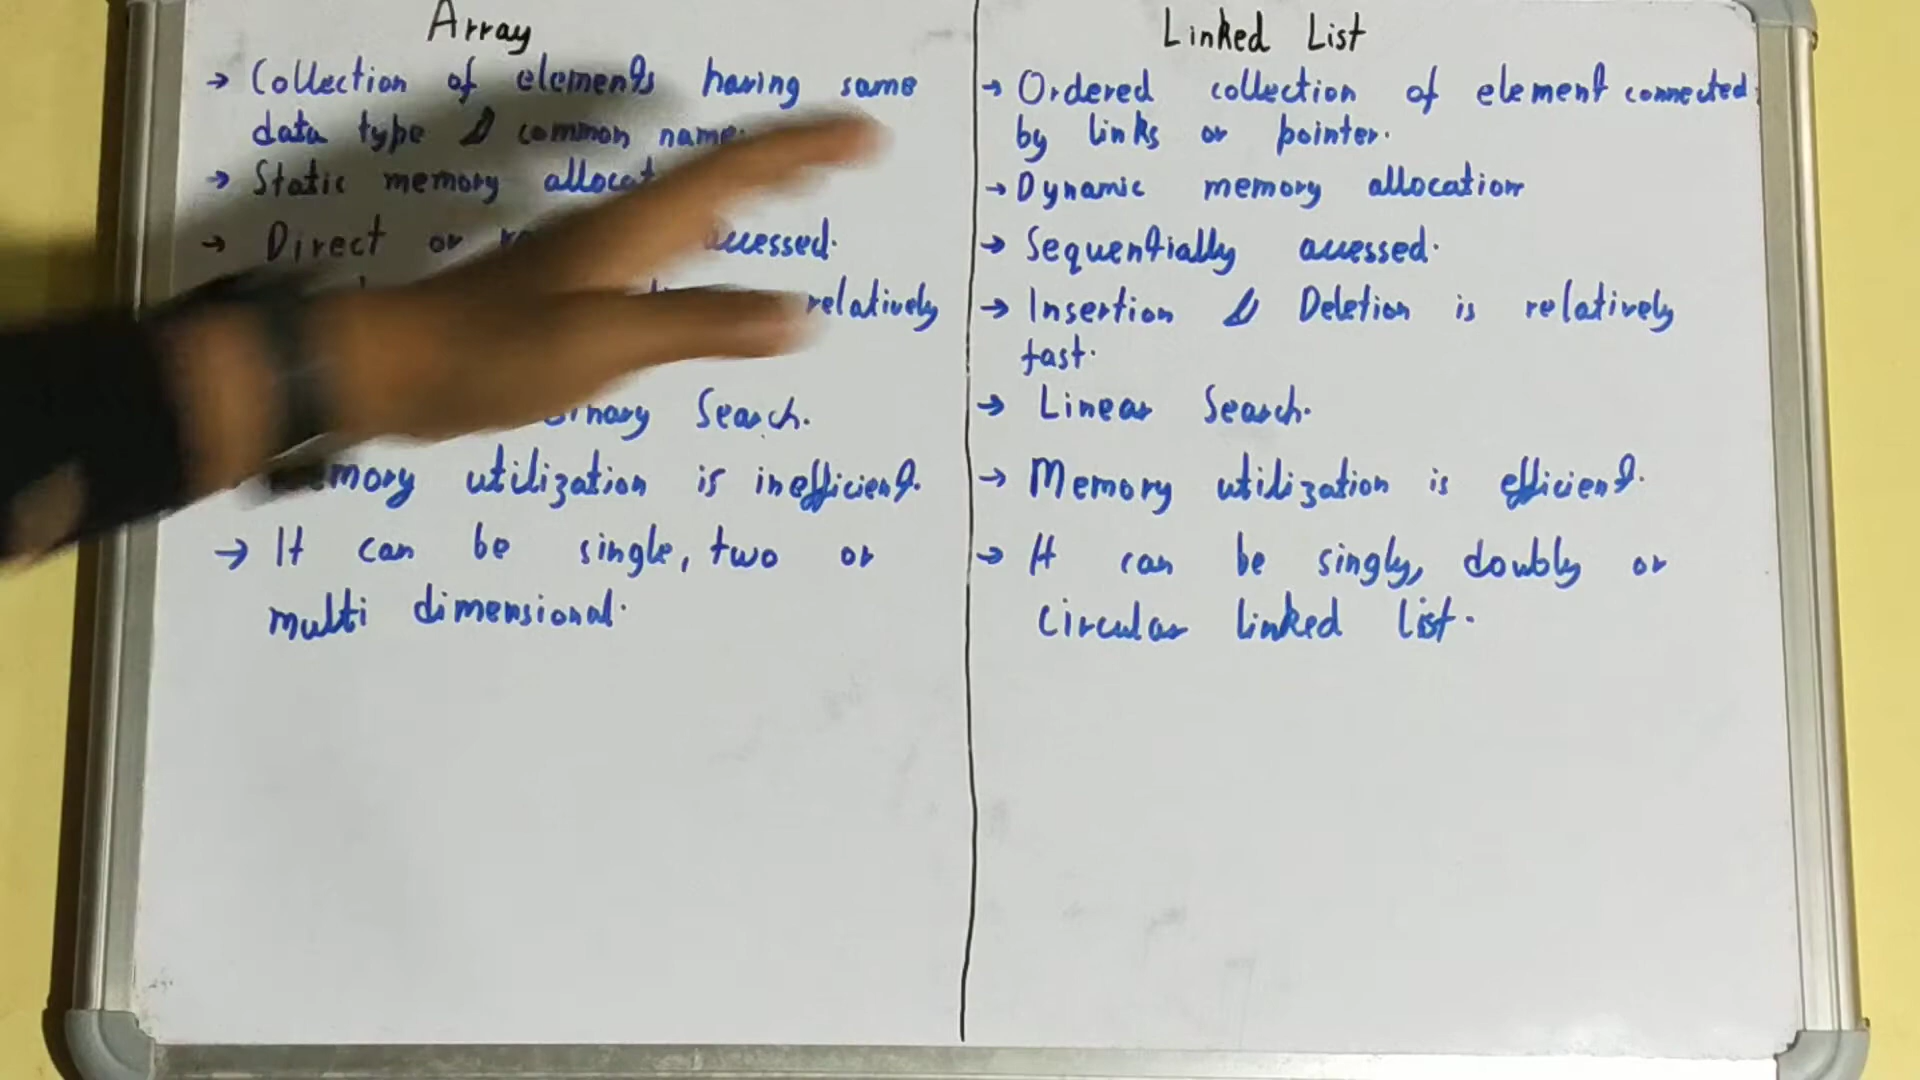 Array
→ Collection of elements having same
data type & common name.
→ Static memory
→ Direct or accessed.
relatively
Search.
utilization is inefficient.
→ It can be single, two or
multi dimensional.
Linked List
→ Ordered collection of element connected
by links or pointer.
→ Dynamic memory allocation
→ Sequentially accessed.
→ Insertion & Deletion is relatively
fast.
→ Linear Search.
→ Memory utilization is efficient.
→ It can be singly, doubly or
circular linked list.